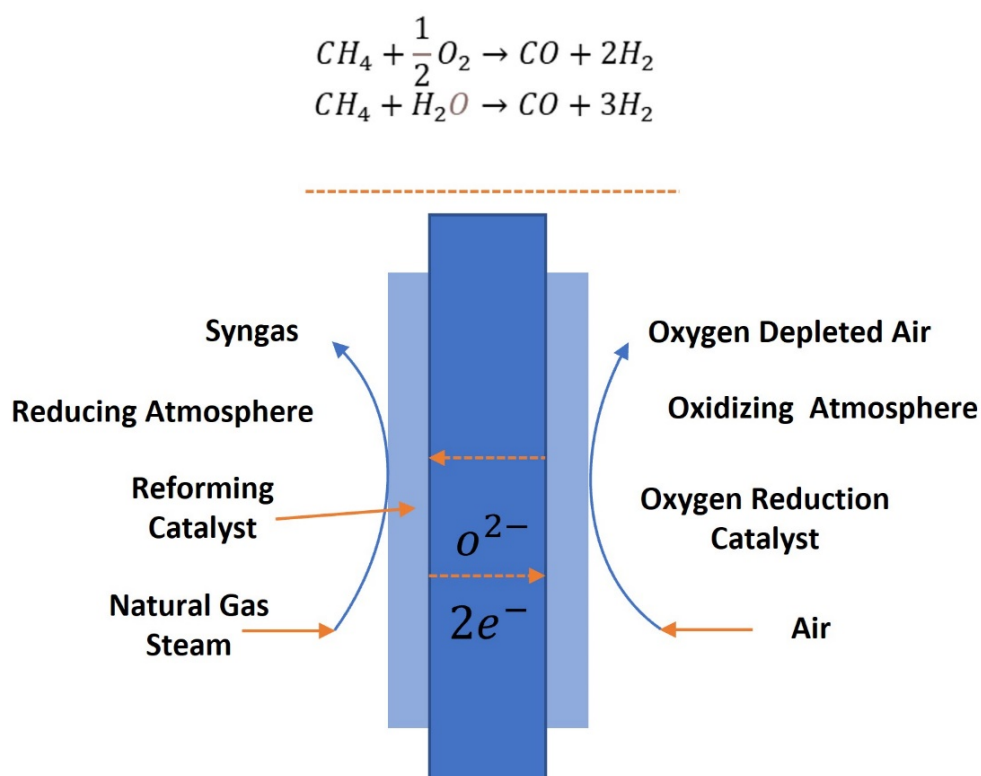 CH₄ + 1/2 O₂ → CO + 2H₂
CH₄ + H₂O → CO + 3H₂
Syngas
Oxygen Depleted Air
Reducing Atmosphere
Oxidizing Atmosphere
Reforming
Catalyst
Oxygen Reduction
Catalyst
o²⁻
2e⁻
Natural Gas
Steam
Air